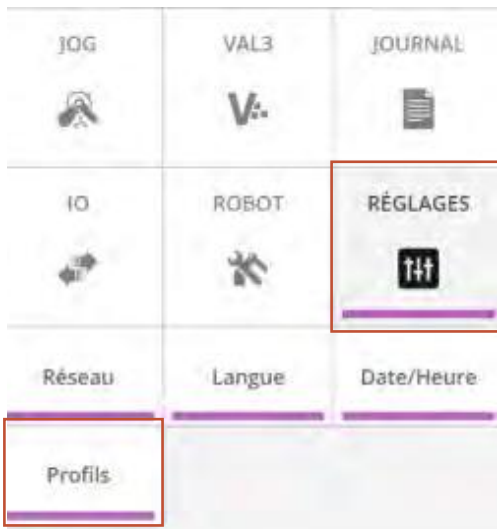 JOG VAL3 JOURNAL
IO ROBOT RÉGLAGES
Réseau Langue Date/Heure
Profils